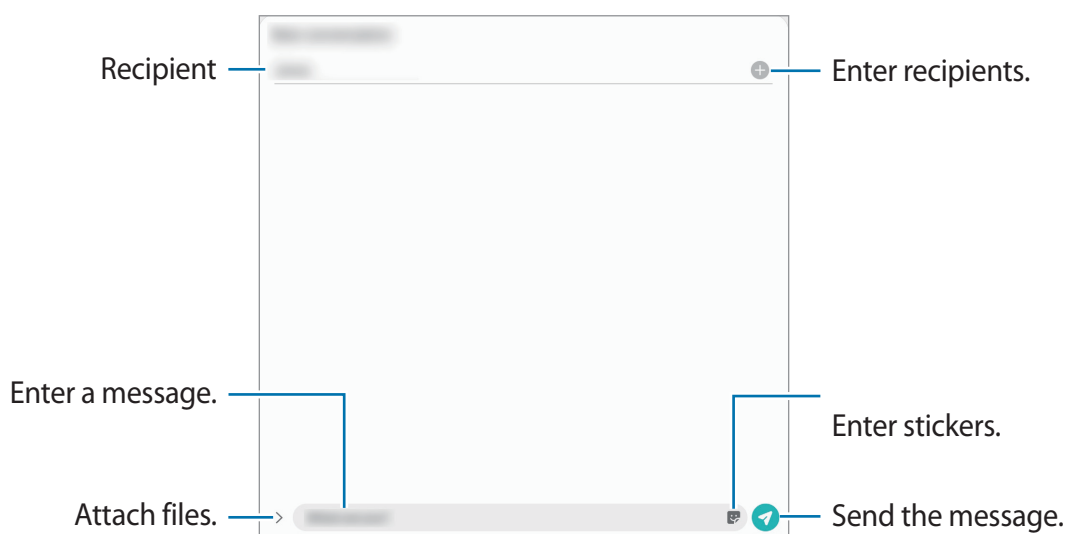 Recipient
Enter recipients.
Enter a message.
Enter stickers.
Attach files.
Send the message.